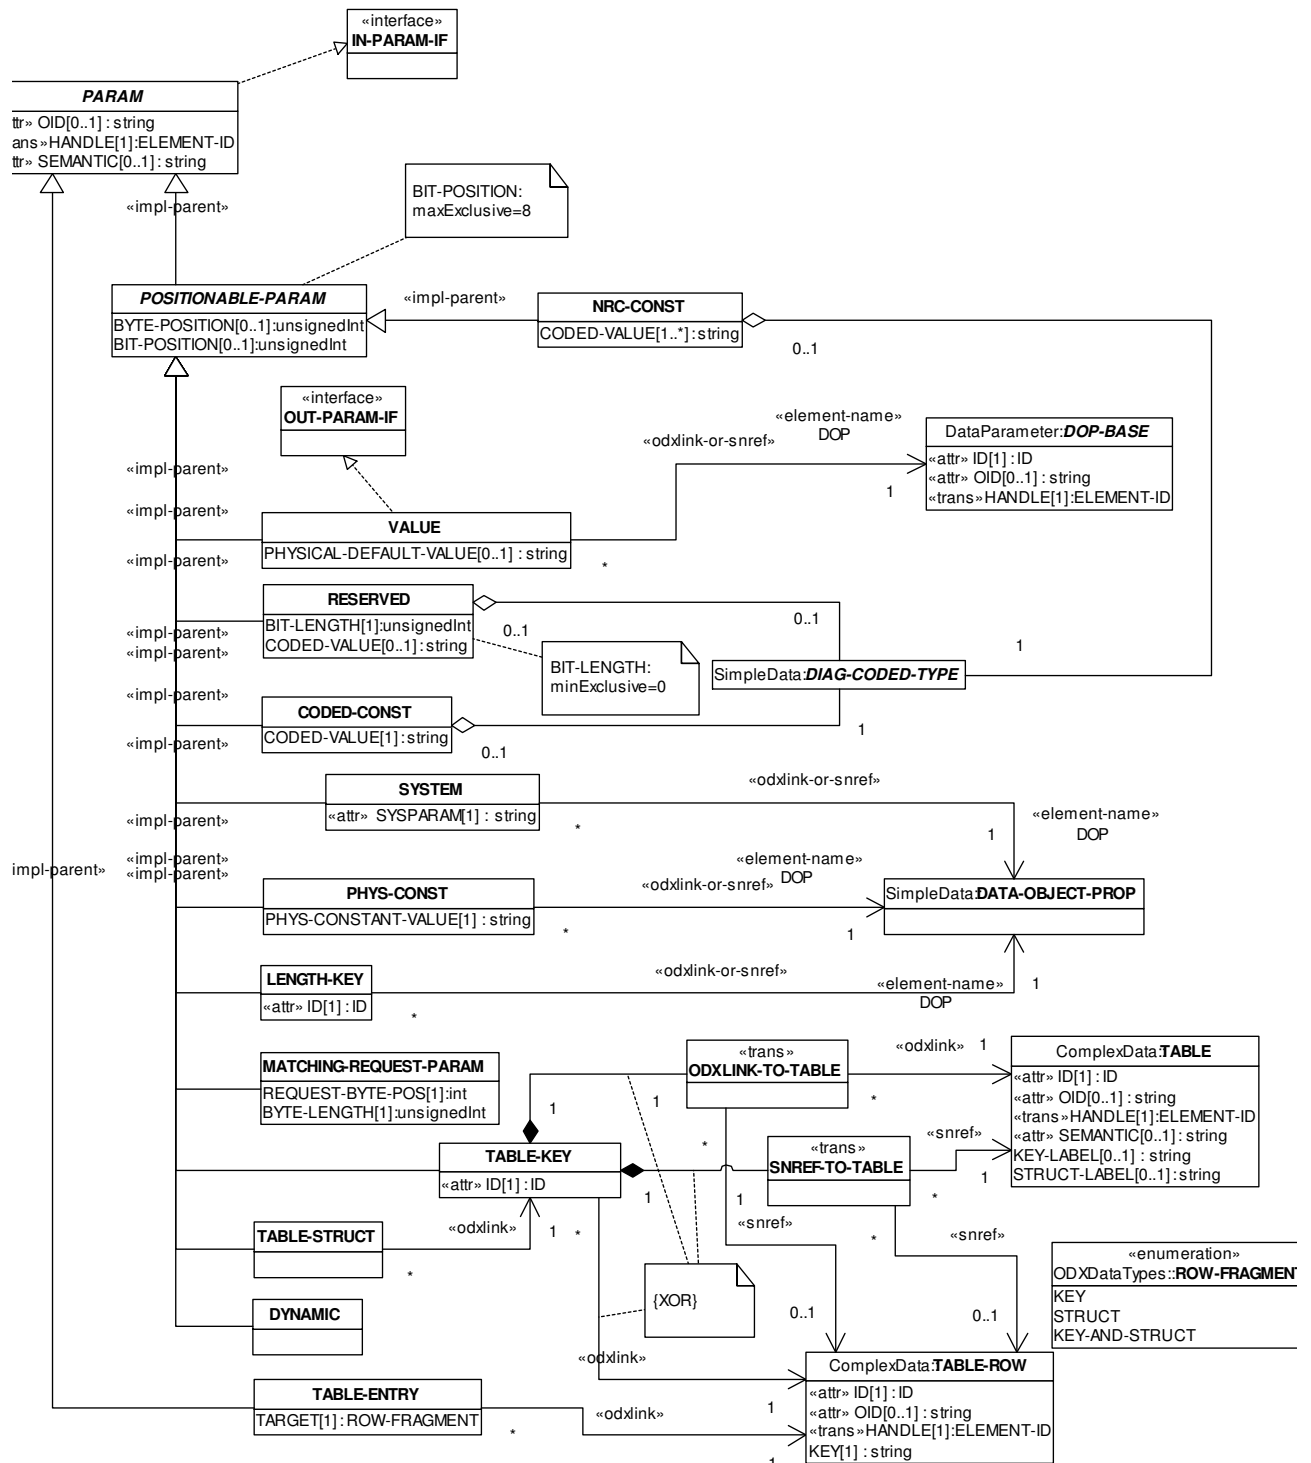 «interface»
IN-PARAM-IF
PARAM
ttr» OID[0..1] : string
ans»HANDLE[1]:ELEMENT-ID
ttr» SEMANTIC[0..1] : string
«impl-parent»
BIT-POSITION:
maxExclusive=8
POSITIONABLE-PARAM
BYTE-POSITION[0..1]:unsignedInt
BIT-POSITION[0..1]:unsignedInt
«impl-parent»
NRC-CONST
CODED-VALUE[1..*] : string
0..1
«interface»
OUT-PARAM-IF
«element-name»
DOP
«odxlink-or-snref»
DataParameter:DOP-BASE
«attr» ID[1] : ID
«attr» OID[0..1] : string
«trans»HANDLE[1]:ELEMENT-ID
1
«impl-parent»
«impl-parent»
VALUE
PHYSICAL-DEFAULT-VALUE[0..1] : string
*
«impl-parent»
RESERVED
BIT-LENGTH[1]:unsignedInt
CODED-VALUE[0..1] : string
0..1
0..1
«impl-parent»
«impl-parent»
BIT-LENGTH:
minExclusive=0
1
SimpleData:DIAG-CODED-TYPE
«impl-parent»
CODED-CONST
CODED-VALUE[1] : string
0..1
1
«impl-parent»
SYSTEM
«attr» SYSPARAM[1] : string
*
«odxlink-or-snref»
1
«element-name»
DOP
«impl-parent»
«impl-parent»
«impl-parent»
impl-parent»
PHYS-CONST
PHYS-CONSTANT-VALUE[1] : string
*
«element-name»
«odxlink-or-snref»
DOP
1
SimpleData:DATA-OBJECT-PROP
LENGTH-KEY
«attr» ID[1] : ID
*
«odxlink-or-snref»
«element-name»
DOP
1
MATCHING-REQUEST-PARAM
REQUEST-BYTE-POS[1]:int
BYTE-LENGTH[1]:unsignedInt
«trans»
ODXLINK-TO-TABLE
«odxlink»
1
*
1
1
ComplexData:TABLE
«attr» ID[1] : ID
«attr» OID[0..1] : string
«trans»HANDLE[1]:ELEMENT-ID
«attr» SEMANTIC[0..1] : string
KEY-LABEL[0..1] : string
STRUCT-LABEL[0..1] : string
TABLE-KEY
«attr» ID[1] : ID
*
«trans»
SNREF-TO-TABLE
«snref»
1
1
1
*
TABLE-STRUCT
«odxlink»
1
*
*
«snref»
*
«snref»
{XOR}
0..1
0..1
«enumeration»
ODXDataTypes::ROW-FRAGMENT
KEY
STRUCT
KEY-AND-STRUCT
DYNAMIC
«odxlink»
1
ComplexData:TABLE-ROW
«attr» ID[1] : ID
«attr» OID[0..1] : string
«trans»HANDLE[1]:ELEMENT-ID
KEY[1] : string
TABLE-ENTRY
TARGET[1] : ROW-FRAGMENT
*
«odxlink»
1